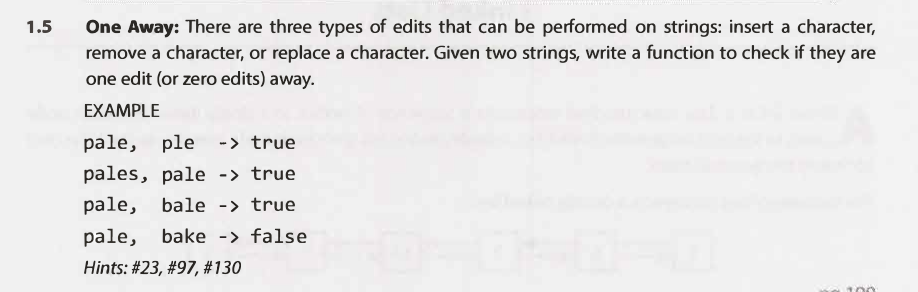 1.5 One Away: There are three types of edits that can be performed on strings: insert a character,
remove a character, or replace a character. Given two strings, write a function to check if they are
one edit (or zero edits) away.
EXAMPLE
pale, ple -> true
pales, pale -> true
pale, bale -> true
pale, bake -> false
Hints: #23, #97, #130